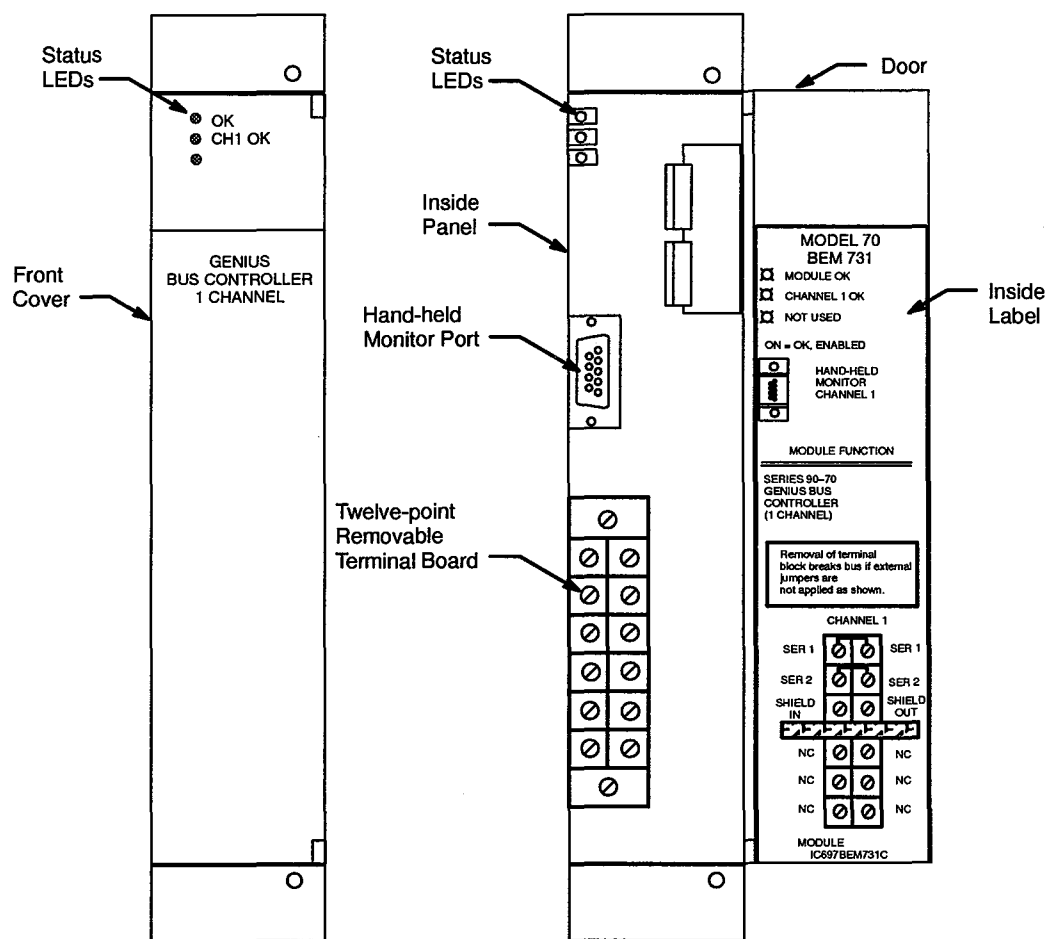 Status
LEDs
OK
CH1 OK
GENIUS
BUS CONTROLLER
1 CHANNEL
Front
Cover
Status
LEDs
Door
Inside
Panel
Hand-held
Monitor Port
Twelve-point
Removable
Terminal Board
MODEL 70
BEM 731
MODULE OK
CHANNEL 1 OK
NOT USED
ON = OK, ENABLED
HAND-HELD
MONITOR
CHANNEL 1
Inside
Label
MODULE FUNCTION
SERIES 90-70
GENIUS BUS
CONTROLLER
(1 CHANNEL)
Removal of terminal
block breaks bus if external
jumpers are
not applied as shown.
CHANNEL 1
SER 1 SER 1
SER 2 SER 2
SHIELD IN SHIELD OUT
NC NC
NC NC
NC NC
MODULE
IC697BEM731C